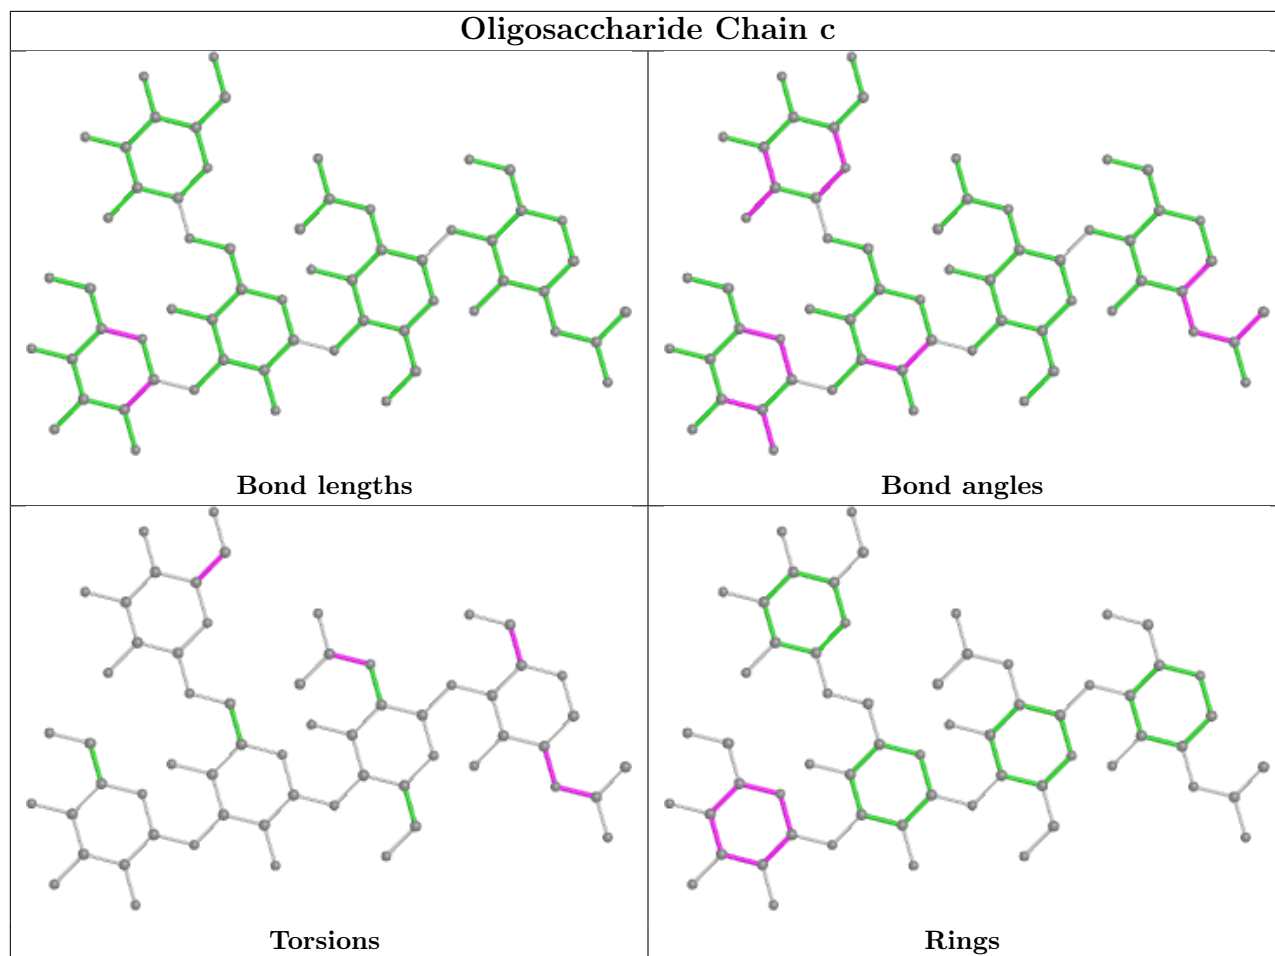 Oligosaccharide Chain c
Bond lengths
Bond angles
Torsions
Rings